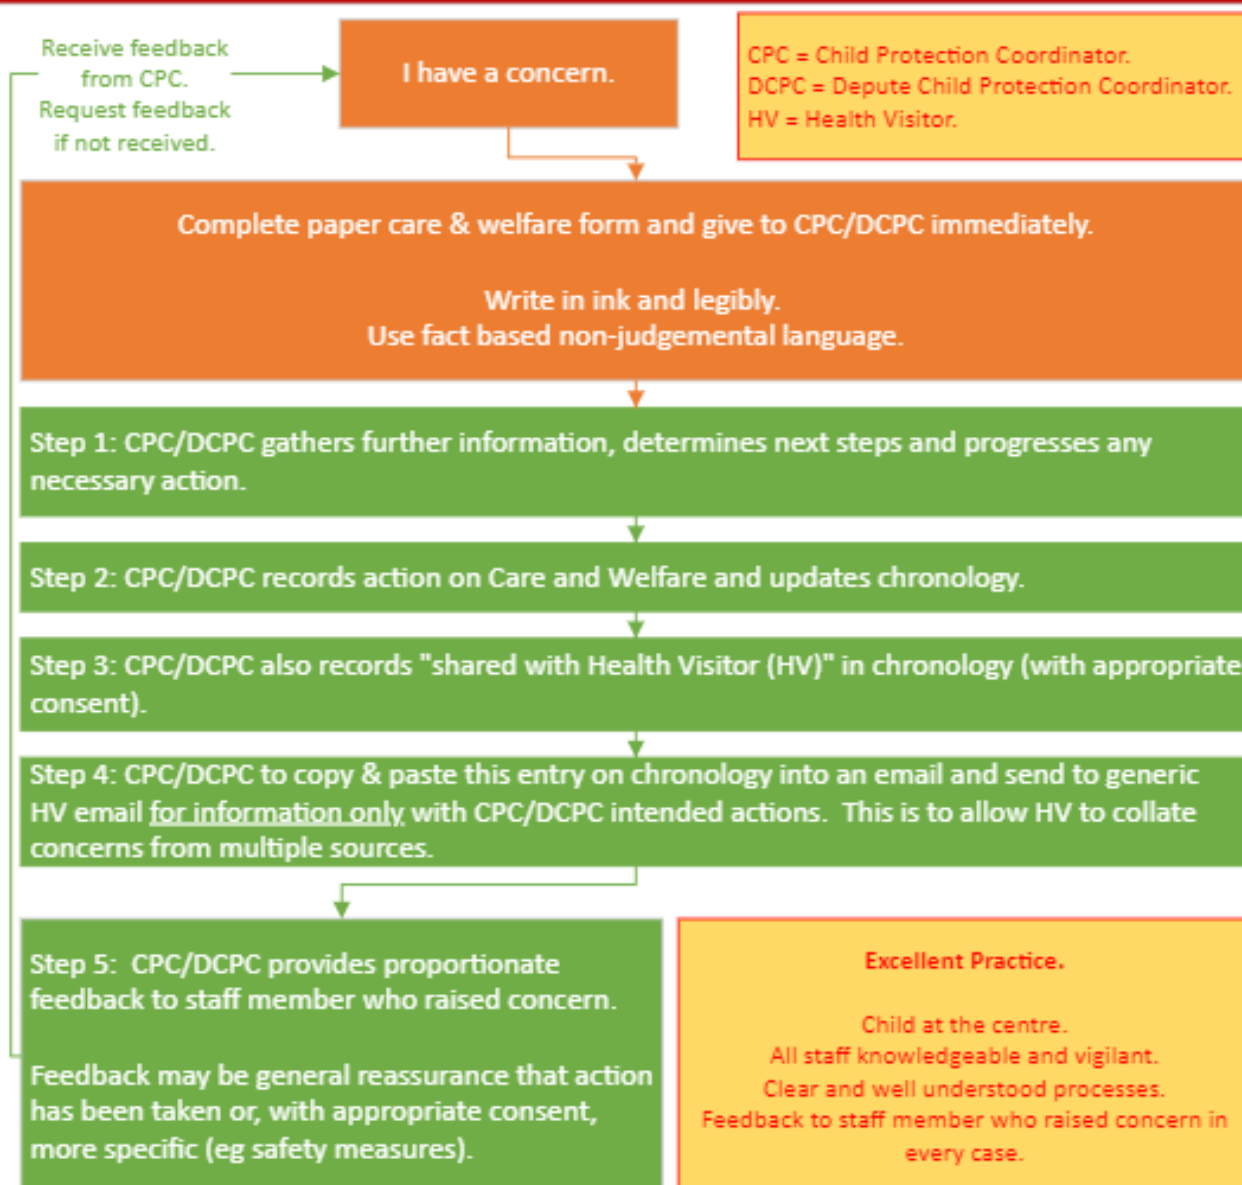 Receive feedback
from CPC.
Request feedback
if not received.
I have a concern.
CPC = Child Protection Coordinator.
DCPC = Depute Child Protection Coordinator.
HV = Health Visitor.
Complete paper care & welfare form and give to CPC/DCPC immediately.
Write in ink and legibly.
Use fact based non-judgemental language.
Step 1: CPC/DCPC gathers further information, determines next steps and progresses any
necessary action.
Step 2: CPC/DCPC records action on Care and Welfare and updates chronology.
Step 3: CPC/DCPC also records "shared with Health Visitor (HV)" in chronology (with appropriate
consent).
Step 4: CPC/DCPC to copy & paste this entry on chronology into an email and send to generic
HV email for information only with CPC/DCPC intended actions.  This is to allow HV to collate
concerns from multiple sources.
Step 5:  CPC/DCPC provides proportionate
feedback to staff member who raised concern.
Feedback may be general reassurance that action
has been taken or, with appropriate consent,
more specific (eg safety measures).
Excellent Practice.
Child at the centre.
All staff knowledgeable and vigilant.
Clear and well understood processes.
Feedback to staff member who raised concern in
every case.